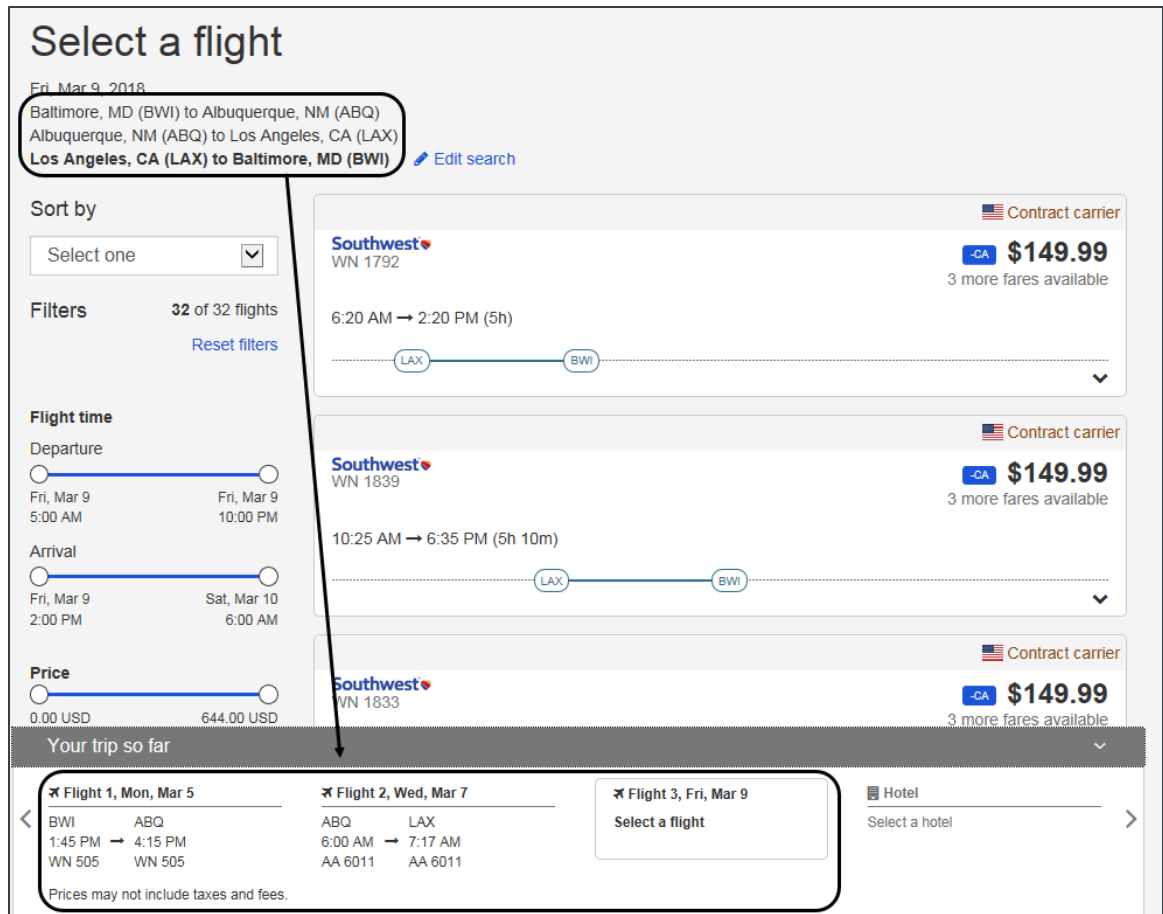 Select a flight
Fri, Mar 9, 2018
Baltimore, MD (BWI) to Albuquerque, NM (ABQ)
Albuquerque, NM (ABQ) to Los Angeles, CA (LAX)
Los Angeles, CA (LAX) to Baltimore, MD (BWI) Edit search
Sort by
Select one
Filters 32 of 32 flights
Reset filters
Flight time
Departure
Fri, Mar 9 Fri, Mar 9
5:00 AM 10:00 PM
Arrival
Fri, Mar 9 Sat, Mar 10
2:00 PM 6:00 AM
Price
0.00 USD 644.00 USD
Contract carrier
Southwest
WN 1792
-CA $149.99
3 more fares available
6:20 AM → 2:20 PM (5h)
LAX BWI
Contract carrier
Southwest
WN 1839
-CA $149.99
3 more fares available
10:25 AM → 6:35 PM (5h 10m)
LAX BWI
Contract carrier
Southwest
WN 1833
-CA $149.99
3 more fares available
Your trip so far
Flight 1, Mon, Mar 5
BWI ABQ
1:45 PM → 4:15 PM
WN 505 WN 505
Prices may not include taxes and fees.
Flight 2, Wed, Mar 7
ABQ LAX
6:00 AM → 7:17 AM
AA 6011 AA 6011
Flight 3, Fri, Mar 9
Select a flight
Hotel
Select a hotel